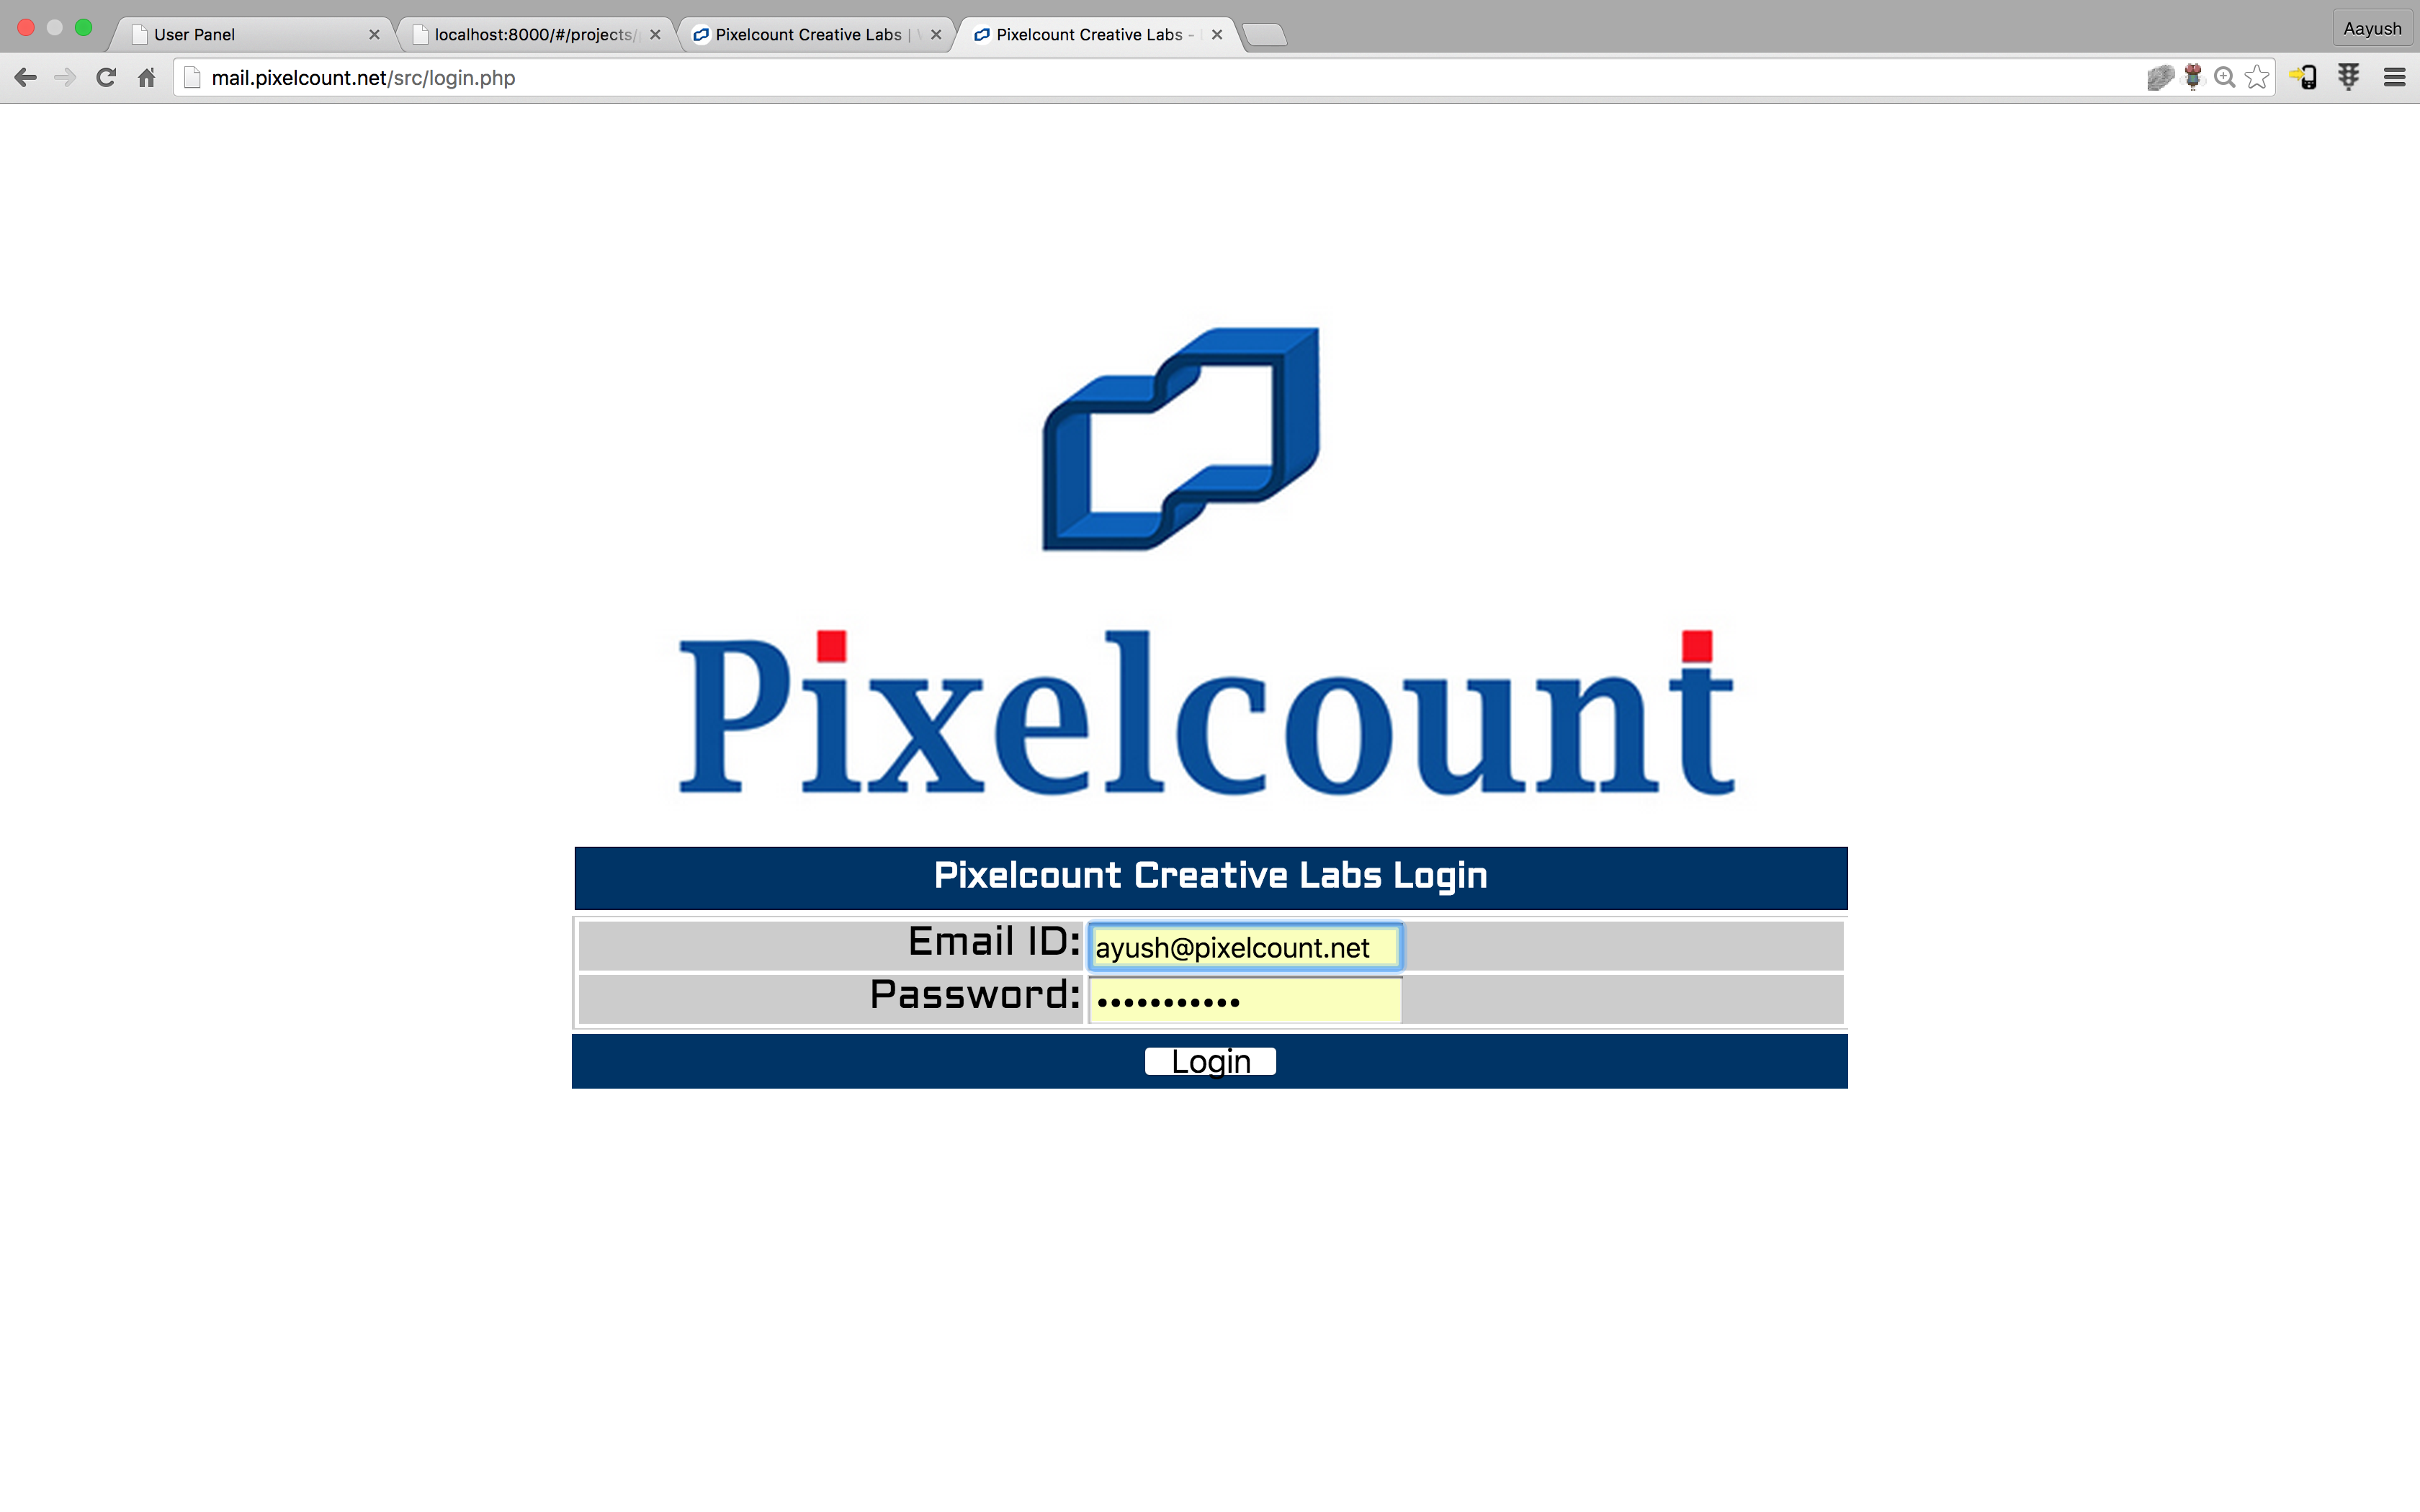 User Panel
localhost:8000/#/projects/
Pixelcount Creative Labs |
Pixelcount Creative Labs -
Aayush
mail.pixelcount.net/src/login.php
Pixelcount
Pixelcount Creative Labs Login
Email ID: ayush@pixelcount.net
Password: •••••••••••
Login